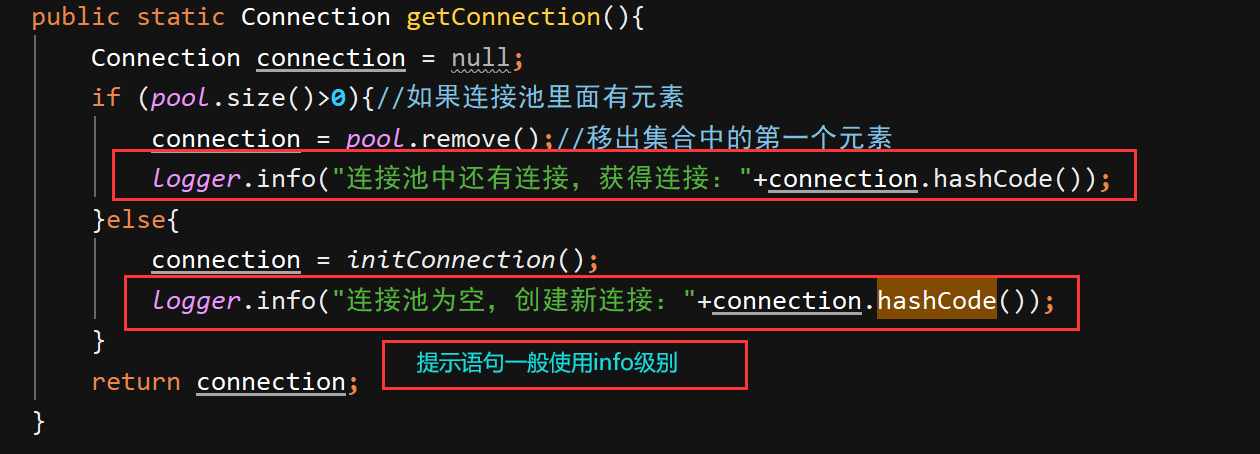 public static Connection getConnection(){
Connection connection = null;
if (pool.size()>0){//如果连接池里面有元素
connection = pool.remove();//移出集合中的第一个元素
logger.info("连接池中还有连接，获得连接："+connection.hashCode());
}else{
connection = initConnection();
logger.info("连接池为空，创建新连接："+connection.hashCode());
}
提示语句一般使用info级别
return connection;
}